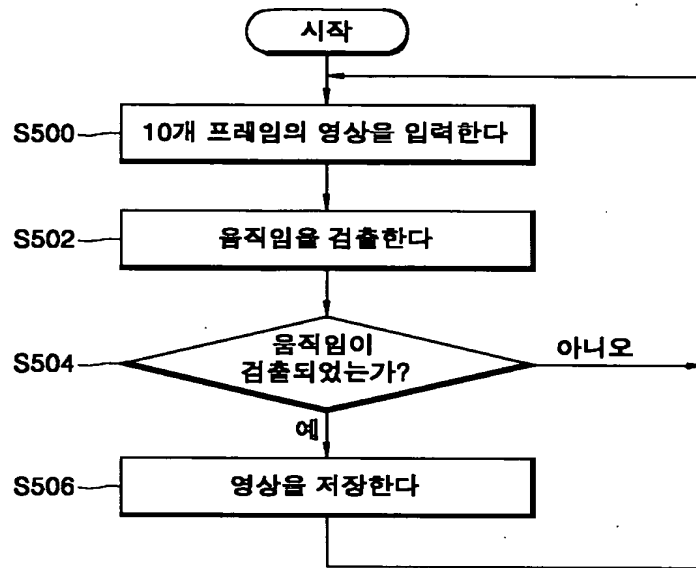 시작
S500
10개 프레임의 영상을 입력한다
S502
움직임을 검출한다
S504
움직임이
검출되었는가?
아니오
예
S506
영상을 저장한다